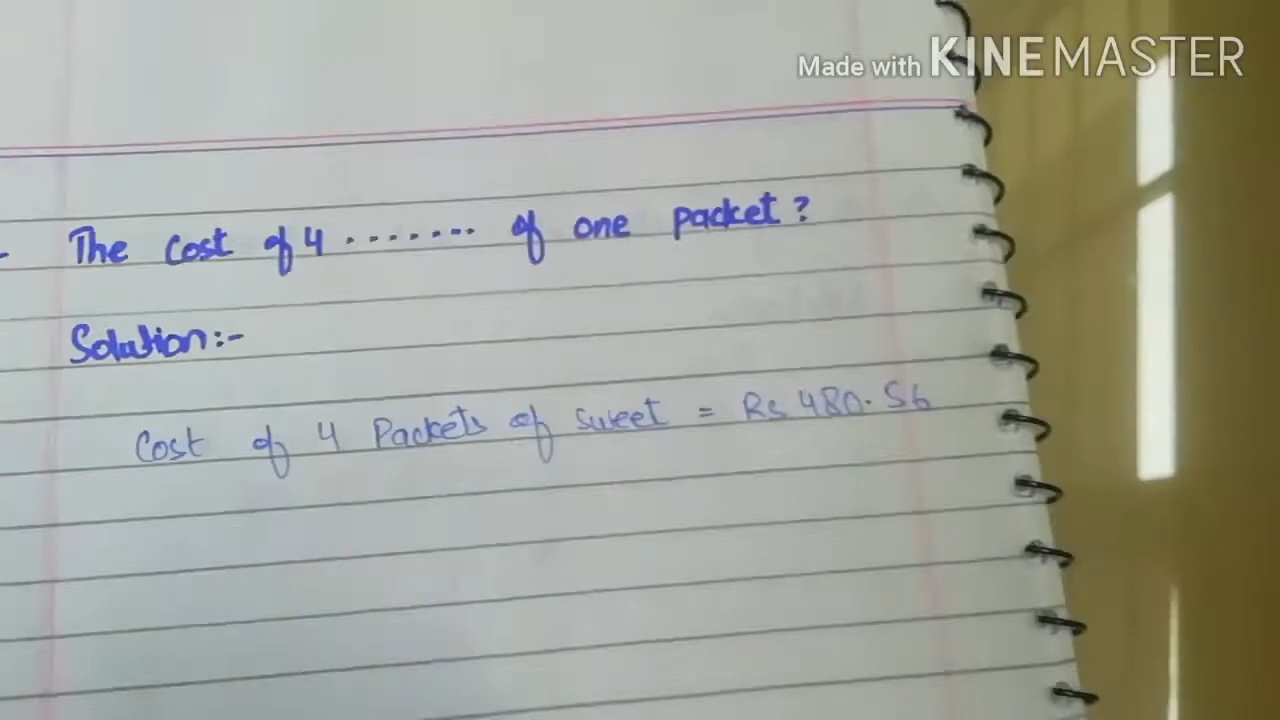 Made with KINEMASTER
The cost of 4 ........ of one packet?
Solution:-
Cost of 4 Packets of sweet = Rs 480.56